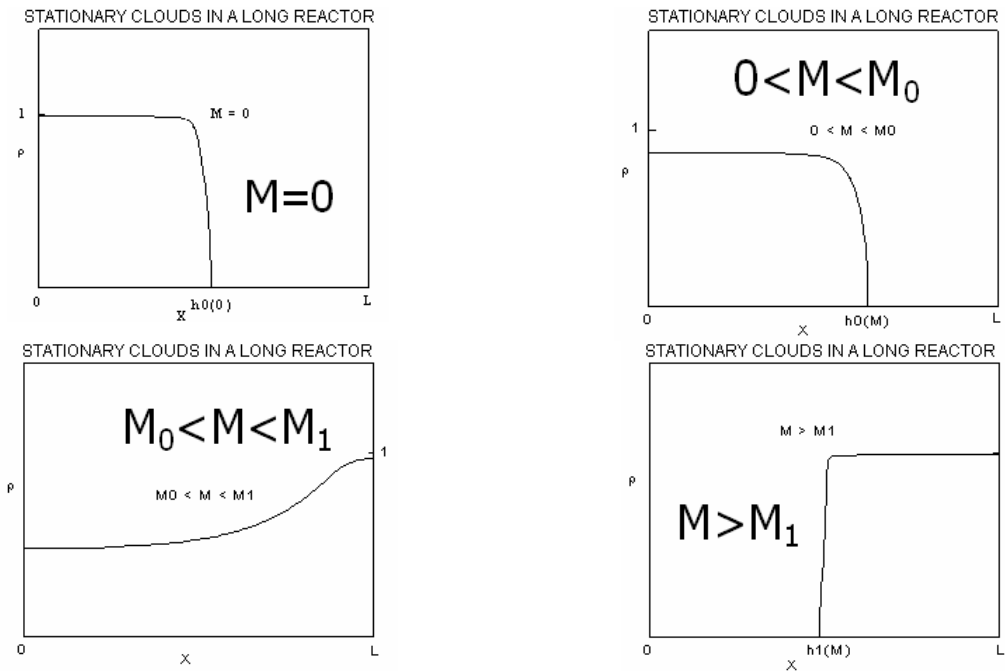 STATIONARY CLOUDS IN A LONG REACTOR
1
M = 0
ρ
M=0
0
h0(0)
L
X
STATIONARY CLOUDS IN A LONG REACTOR
0<M<M₀
1
0 < M < M0
ρ
0
h0(M)
L
X
STATIONARY CLOUDS IN A LONG REACTOR
M₀<M<M₁
1
ρ
M0 < M < M1
0
L
X
STATIONARY CLOUDS IN A LONG REACTOR
M > M1
1
ρ
M>M₁
0
h1(M)
L
X